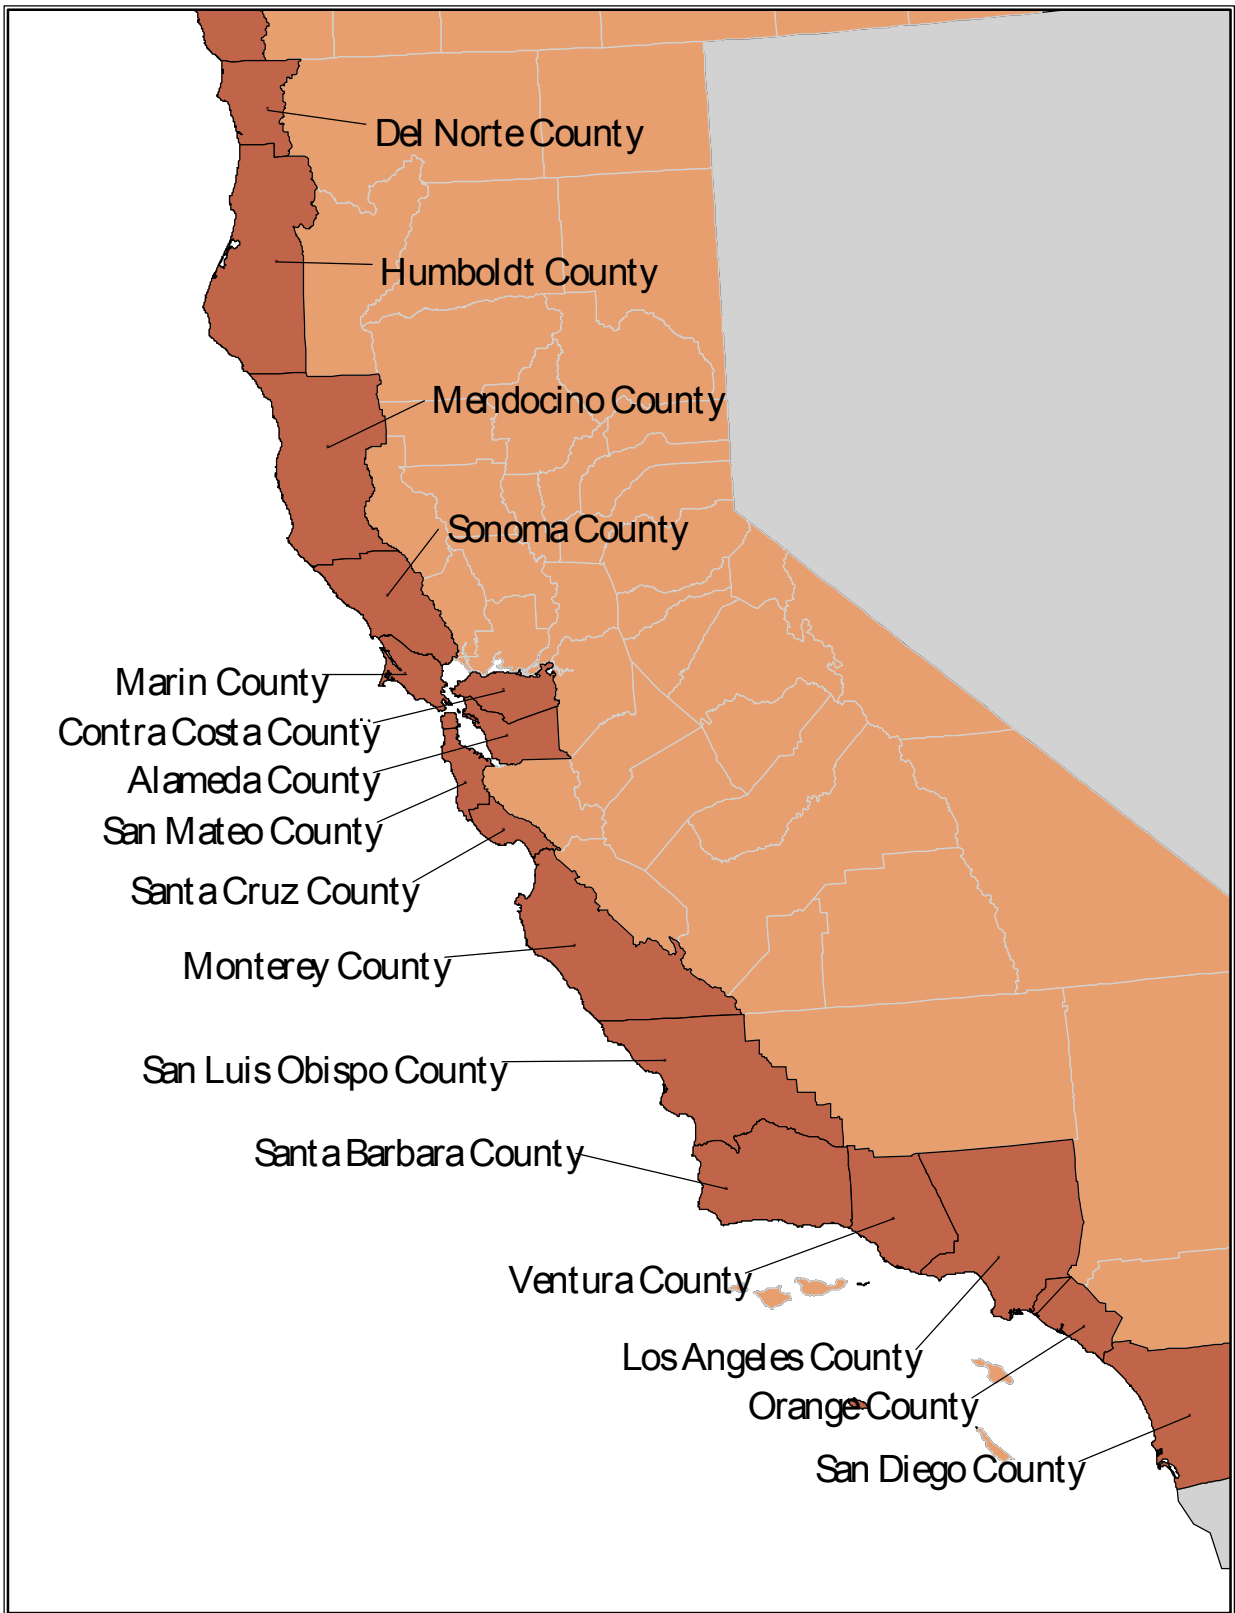 Del Norte County
Humboldt County
Mendocino County
Sonoma County
Marin County
Contra Costa County
Alameda County
San Mateo County
Santa Cruz County
Monterey County
San Luis Obispo County
Santa Barbara County
Ventura County
Los Angeles County
Orange County
San Diego County